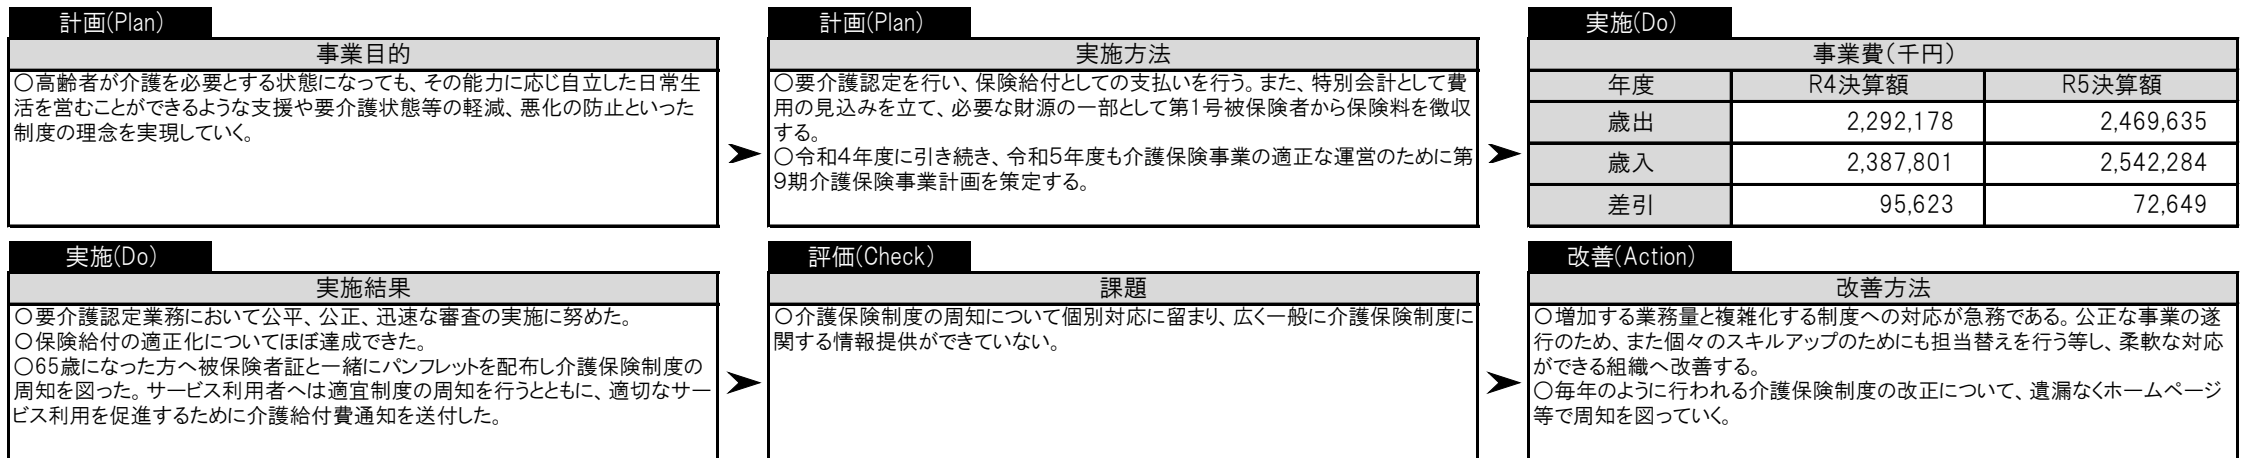 計画(Plan)
事業目的
○高齢者が介護を必要とする状態になっても、その能力に応じ自立した日常生
活を営むことができるような支援や要介護状態等の軽減、悪化の防止といった
制度の理念を実現していく。
計画(Plan)
実施方法
○要介護認定を行い、保険給付としての支払いを行う。また、特別会計として費
用の見込みを立て、必要な財源の一部として第1号被保険者から保険料を徴収
する。
○令和4年度に引き続き、令和5年度も介護保険事業の適正な運営のために第
9期介護保険事業計画を策定する。
実施(Do)
事業費(千円)
年度 R4決算額 R5決算額
歳出 2,292,178 2,469,635
歳入 2,387,801 2,542,284
差引 95,623 72,649
実施(Do)
実施結果
○要介護認定業務において公平、公正、迅速な審査の実施に努めた。
○保険給付の適正化についてほぼ達成できた。
○65歳になった方へ被保険者証と一緒にパンフレットを配布し介護保険制度の
周知を図った。サービス利用者へは適宜制度の周知を行うとともに、適切なサー
ビス利用を促進するために介護給付費通知を送付した。
評価(Check)
課題
○介護保険制度の周知について個別対応に留まり、広く一般に介護保険制度に
関する情報提供ができていない。
改善(Action)
改善方法
○増加する業務量と複雑化する制度への対応が急務である。公正な事業の遂
行のため、また個々のスキルアップのためにも担当替えを行う等し、柔軟な対応
ができる組織へ改善する。
○毎年のように行われる介護保険制度の改正について、遺漏なくホームページ
等で周知を図っていく。